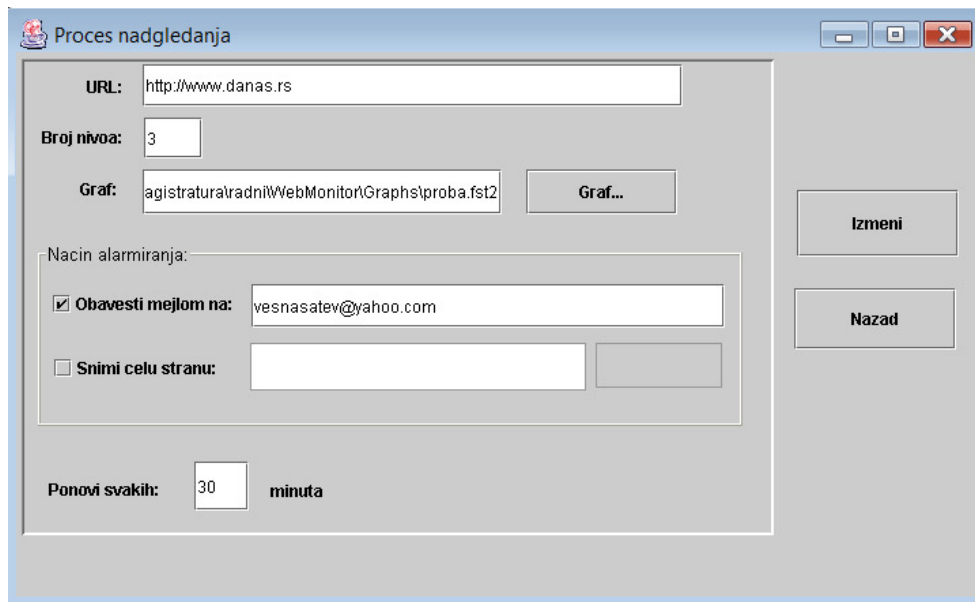 Proces nadgledanja
URL: http://www.danas.rs
Broj nivoa: 3
Graf: agistratura\radni\WebMonitor\Graphs\proba.fst2 Graf...
Izmeni
Nacin alarmiranja:
Obavesti mejlom na: vesnasatev@yahoo.com
Nazad
Snimi celu stranu:
Ponovi svakih: 30 minuta